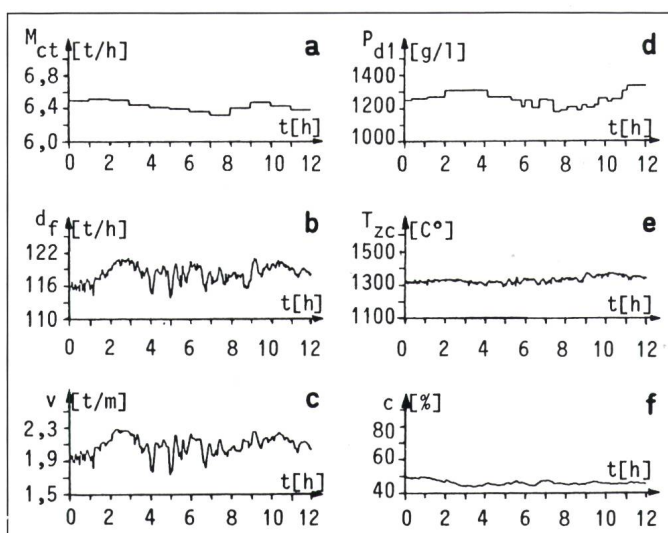 M_ct [t/h] a
6,8
6,4
6,0
t[h]
0 2 4 6 8 10 12
d_f [t/h] b
122
116
110
t[h]
0 2 4 6 8 10 12
v [t/m] c
2,3
1,9
1,5
t[h]
0 2 4 6 8 10 12
P_d1 [g/l] d
1400
1200
1000
t[h]
0 2 4 6 8 10 12
T_zc [C°] e
1500
1300
1100
t[h]
0 2 4 6 8 10 12
c [%] f
80
60
40
t[h]
0 2 4 6 8 10 12